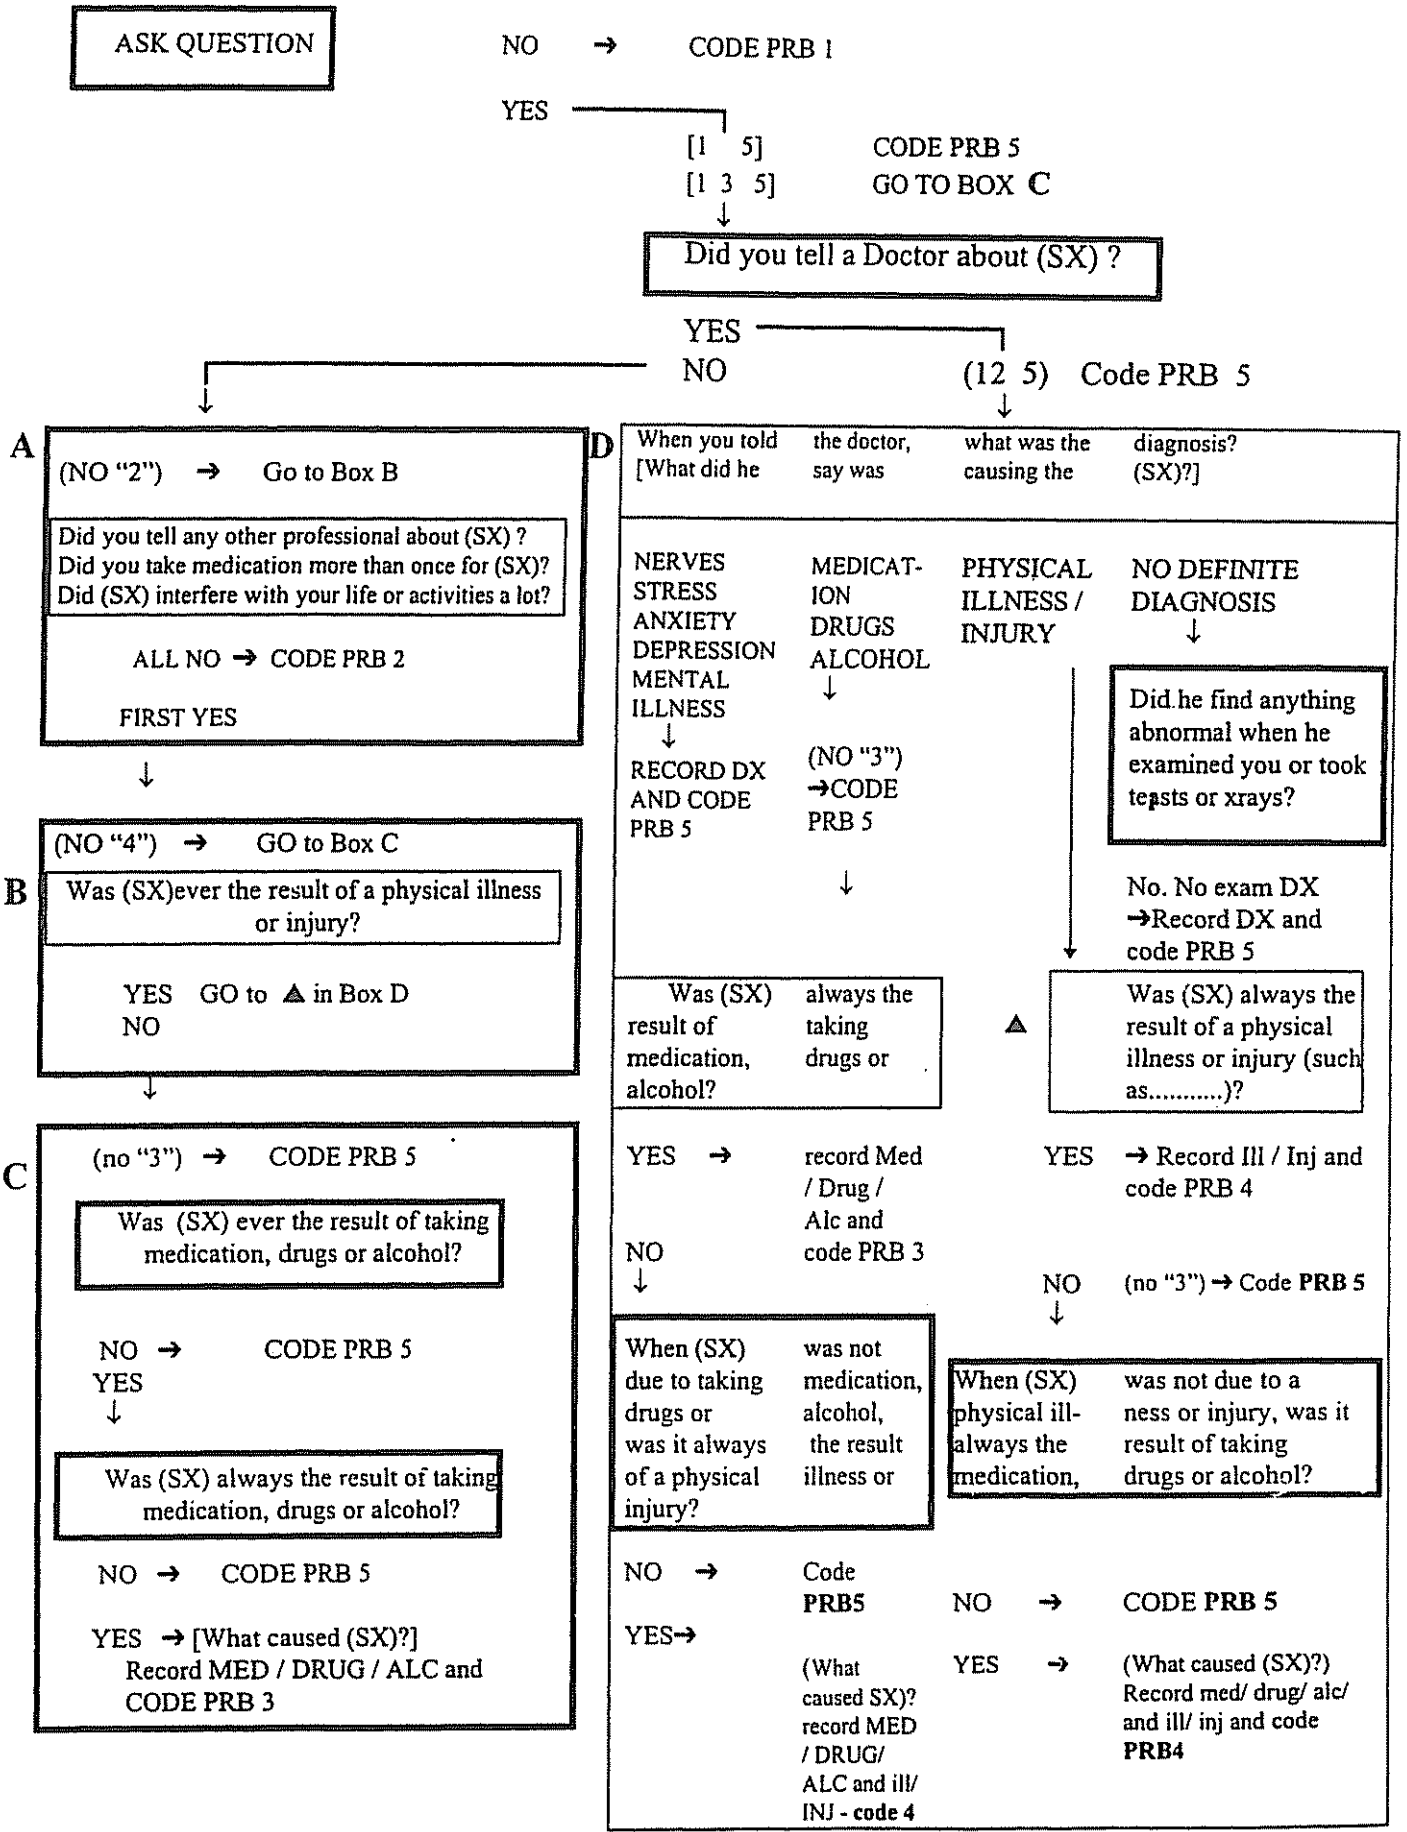 ASK QUESTION
NO → CODE PRB 1
YES
[1 5] CODE PRB 5
[1 3 5] GO TO BOX C
↓
Did you tell a Doctor about (SX) ?
YES
NO
(12 5) Code PRB 5
↓
↓
A
(NO "2") → Go to Box B
Did you tell any other professional about (SX) ?
Did you take medication more than once for (SX)?
Did (SX) interfere with your life or activities a lot?
ALL NO → CODE PRB 2
FIRST YES
↓
B
(NO "4") → GO to Box C
Was (SX)ever the result of a physical illness
or injury?
YES GO to ▲ in Box D
NO
↓
C
(no "3") → CODE PRB 5
Was (SX) ever the result of taking
medication, drugs or alcohol?
NO → CODE PRB 5
YES
↓
Was (SX) always the result of taking
medication, drugs or alcohol?
NO → CODE PRB 5
YES → [What caused (SX)?]
Record MED / DRUG / ALC and
CODE PRB 3
D
When you told the doctor, what was the diagnosis?
[What did he say was causing the (SX)?]
NERVES
STRESS
ANXIETY
DEPRESSION
MENTAL
ILLNESS
↓
RECORD DX
AND CODE
PRB 5
MEDICAT-
ION
DRUGS
ALCOHOL
↓
(NO "3")
→CODE
PRB 5
↓
PHYSICAL
ILLNESS /
INJURY
NO DEFINITE
DIAGNOSIS
↓
Did.he find anything
abnormal when he
examined you or took
tests or xrays?
No. No exam DX
→Record DX and
code PRB 5
Was (SX) always the
result of taking
medication, drugs or
alcohol?
YES → record Med
/ Drug /
Alc and
code PRB 3
NO
↓
When (SX) was not
due to taking medication,
drugs or alcohol,
was it always the result
of a physical illness or
injury?
NO → Code
PRB5
YES→
(What
caused SX)?
record MED
/ DRUG/
ALC and ill/
INJ - code 4
▲
Was (SX) always the
result of a physical
illness or injury (such
as............)?
YES → Record Ill / Inj and
code PRB 4
NO (no "3") → Code PRB 5
↓
When (SX) was not due to a
physical ill- ness or injury, was it
always the result of taking
medication, drugs or alcohol?
NO → CODE PRB 5
YES → (What caused (SX)?)
Record med/ drug/ alc/
and ill/ inj and code
PRB4